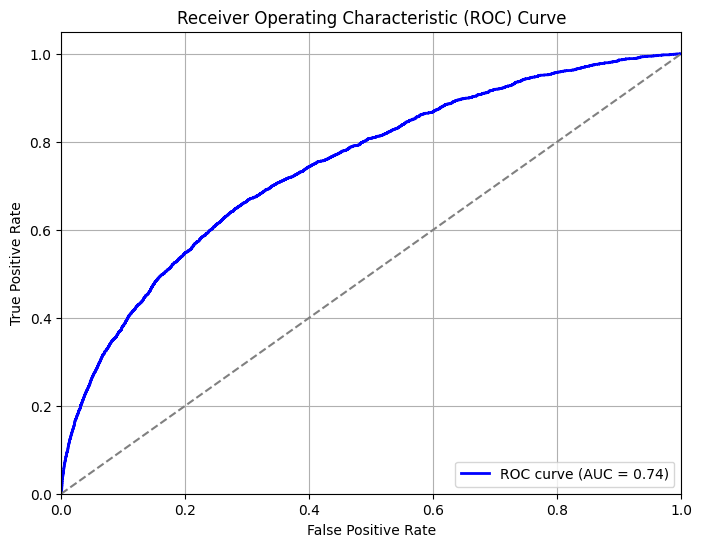 Receiver Operating Characteristic (ROC) Curve
True Positive Rate
1.0
0.8
0.6
0.4
0.2
0.0
ROC curve (AUC = 0.74)
0.0 0.2 0.4 0.6 0.8 1.0
False Positive Rate